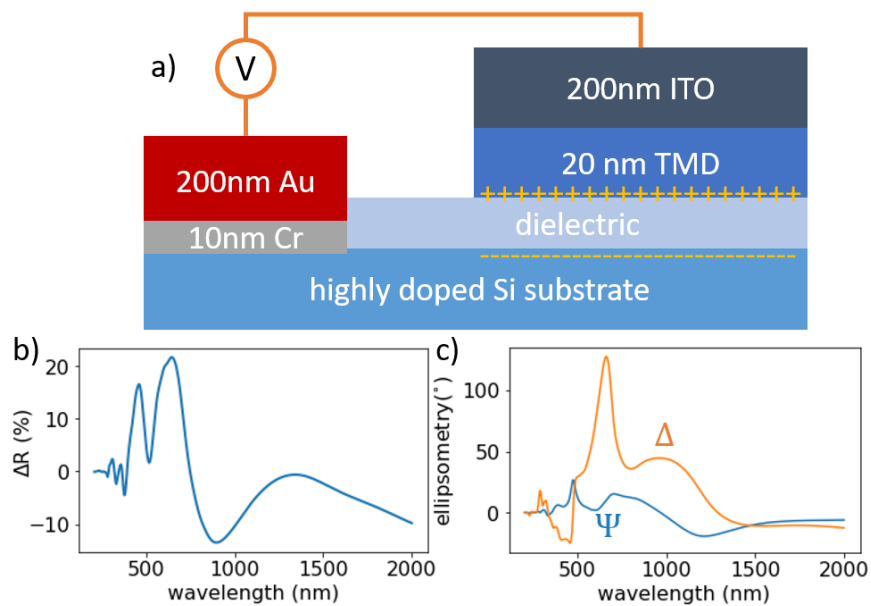 a)
V
200nm ITO
200nm Au
20 nm TMD
+++++++++++++++++
10nm Cr
dielectric
--------------------
highly doped Si substrate
b)
20
10
0
−10
ΔR (%)
500
1000
1500
2000
wavelength (nm)
c)
100
50
0
ellipsometry(°)
Δ
Ψ
500
1000
1500
2000
wavelength (nm)